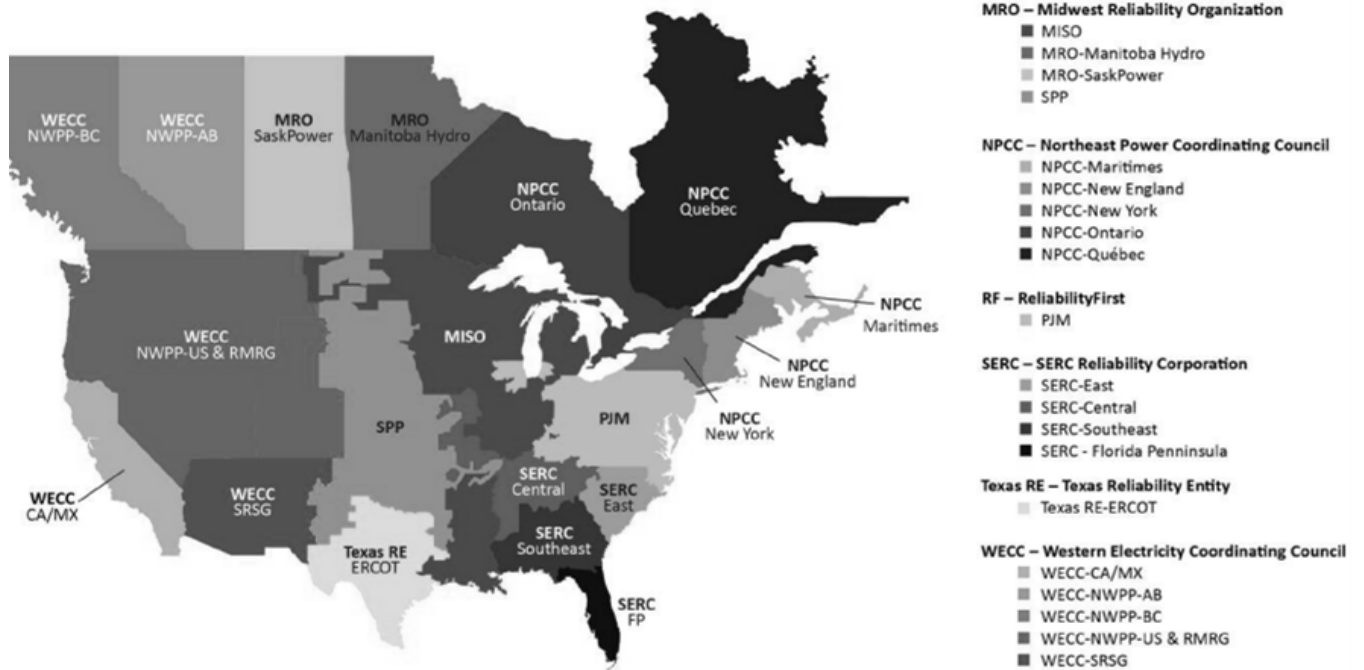 WECC
NWPP-BC
WECC
NWPP-AB
MRO
SaskPower
MRO
Manitoba Hydro
NPCC
Ontario
NPCC
Quebec
WECC
NWPP-US & RMRG
MISO
NPCC
Maritimes
NPCC
New England
NPCC
New York
SPP
PJM
WECC
CA/MX
WECC
SRSG
SERC
Central
SERC
East
SERC
Southeast
Texas RE
ERCOT
SERC
FP
MRO – Midwest Reliability Organization
MISO
MRO-Manitoba Hydro
MRO-SaskPower
SPP
NPCC – Northeast Power Coordinating Council
NPCC-Maritimes
NPCC-New England
NPCC-New York
NPCC-Ontario
NPCC-Québec
RF – ReliabilityFirst
PJM
SERC – SERC Reliability Corporation
SERC-East
SERC-Central
SERC-Southeast
SERC - Florida Penninsula
Texas RE – Texas Reliability Entity
Texas RE-ERCOT
WECC – Western Electricity Coordinating Council
WECC-CA/MX
WECC-NWPP-AB
WECC-NWPP-BC
WECC-NWPP-US & RMRG
WECC-SRSG